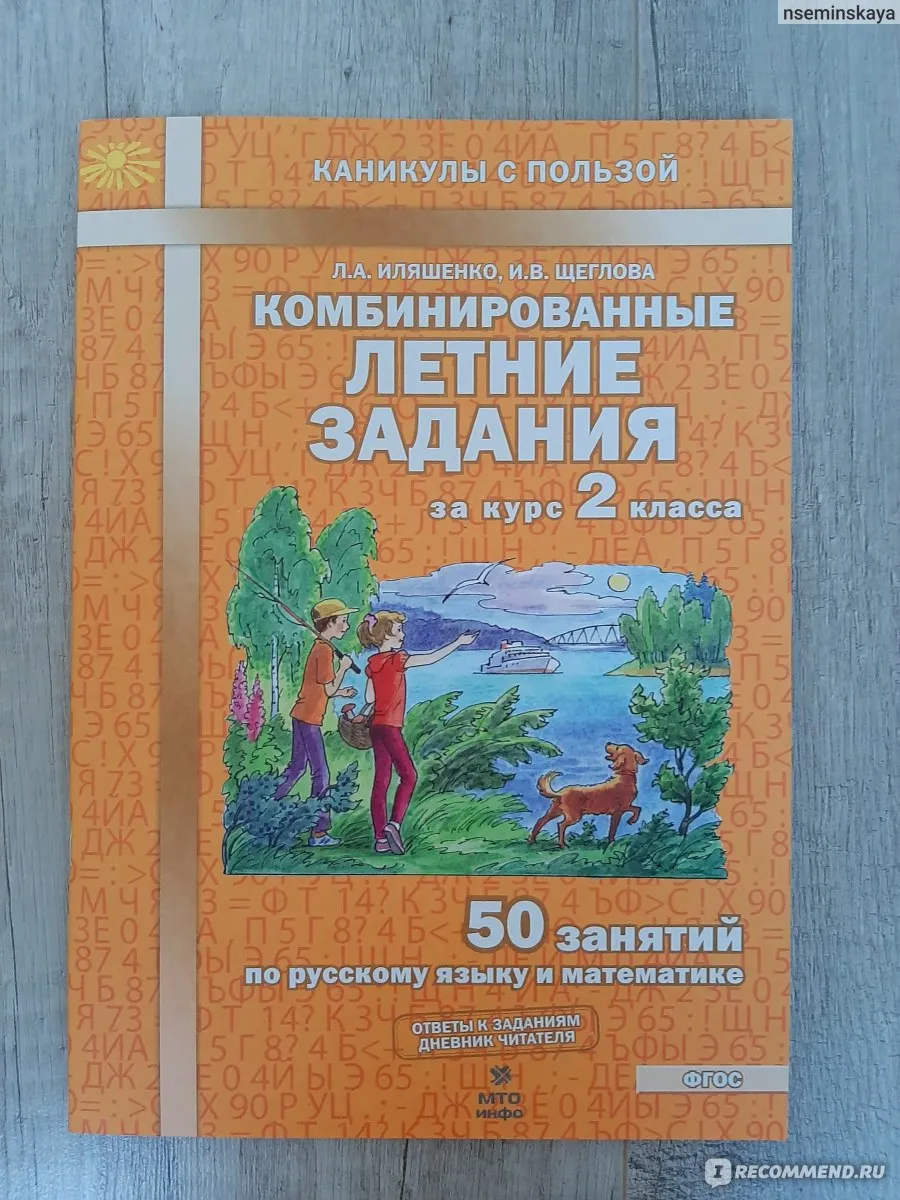 nseminskaya
КАНИКУЛЫ С ПОЛЬЗОЙ
Л.А. ИЛЯШЕНКО, И.В. ЩЕГЛОВА
КОМБИНИРОВАННЫЕ
ЛЕТНИЕ
ЗАДАНИЯ
за курс 2 класса
50 занятий
по русскому языку и математике
ОТВЕТЫ К ЗАДАНИЯМ
ДНЕВНИК ЧИТАТЕЛЯ
ФГОС
МТО
инфо
IRECOMMEND.RU